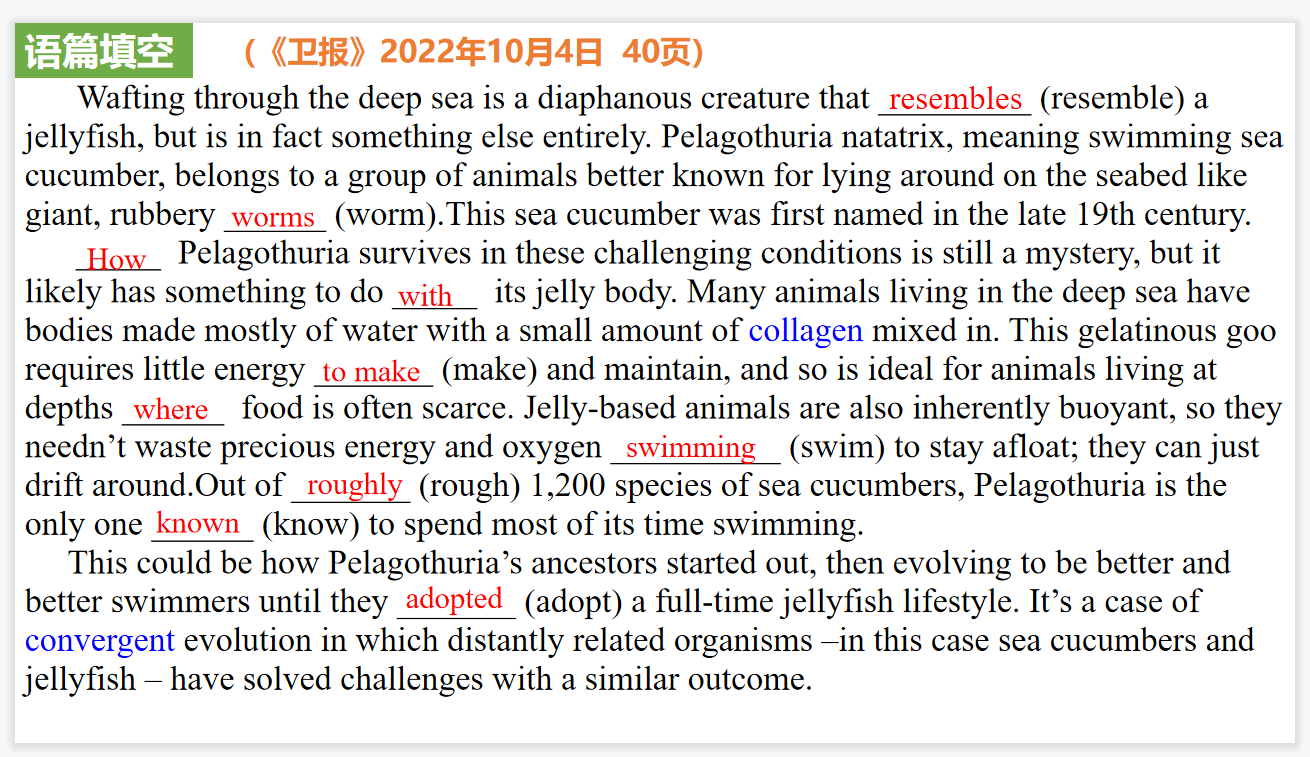 语篇填空 (《卫报》2022年10月4日 40页)
Wafting through the deep sea is a diaphanous creature that resembles (resemble) a
jellyfish, but is in fact something else entirely. Pelagothuria natatrix, meaning swimming sea
cucumber, belongs to a group of animals better known for lying around on the seabed like
giant, rubbery worms (worm).This sea cucumber was first named in the late 19th century.
How Pelagothuria survives in these challenging conditions is still a mystery, but it
likely has something to do with its jelly body. Many animals living in the deep sea have
bodies made mostly of water with a small amount of collagen mixed in. This gelatinous goo
requires little energy to make (make) and maintain, and so is ideal for animals living at
depths where food is often scarce. Jelly-based animals are also inherently buoyant, so they
needn’t waste precious energy and oxygen swimming (swim) to stay afloat; they can just
drift around.Out of roughly (rough) 1,200 species of sea cucumbers, Pelagothuria is the
only one known (know) to spend most of its time swimming.
This could be how Pelagothuria’s ancestors started out, then evolving to be better and
better swimmers until they adopted (adopt) a full-time jellyfish lifestyle. It’s a case of
convergent evolution in which distantly related organisms –in this case sea cucumbers and
jellyfish – have solved challenges with a similar outcome.